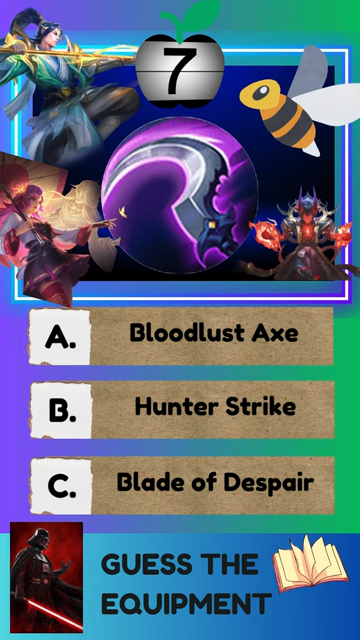 7
A. Bloodlust Axe
B. Hunter Strike
C. Blade of Despair
GUESS THE
EQUIPMENT